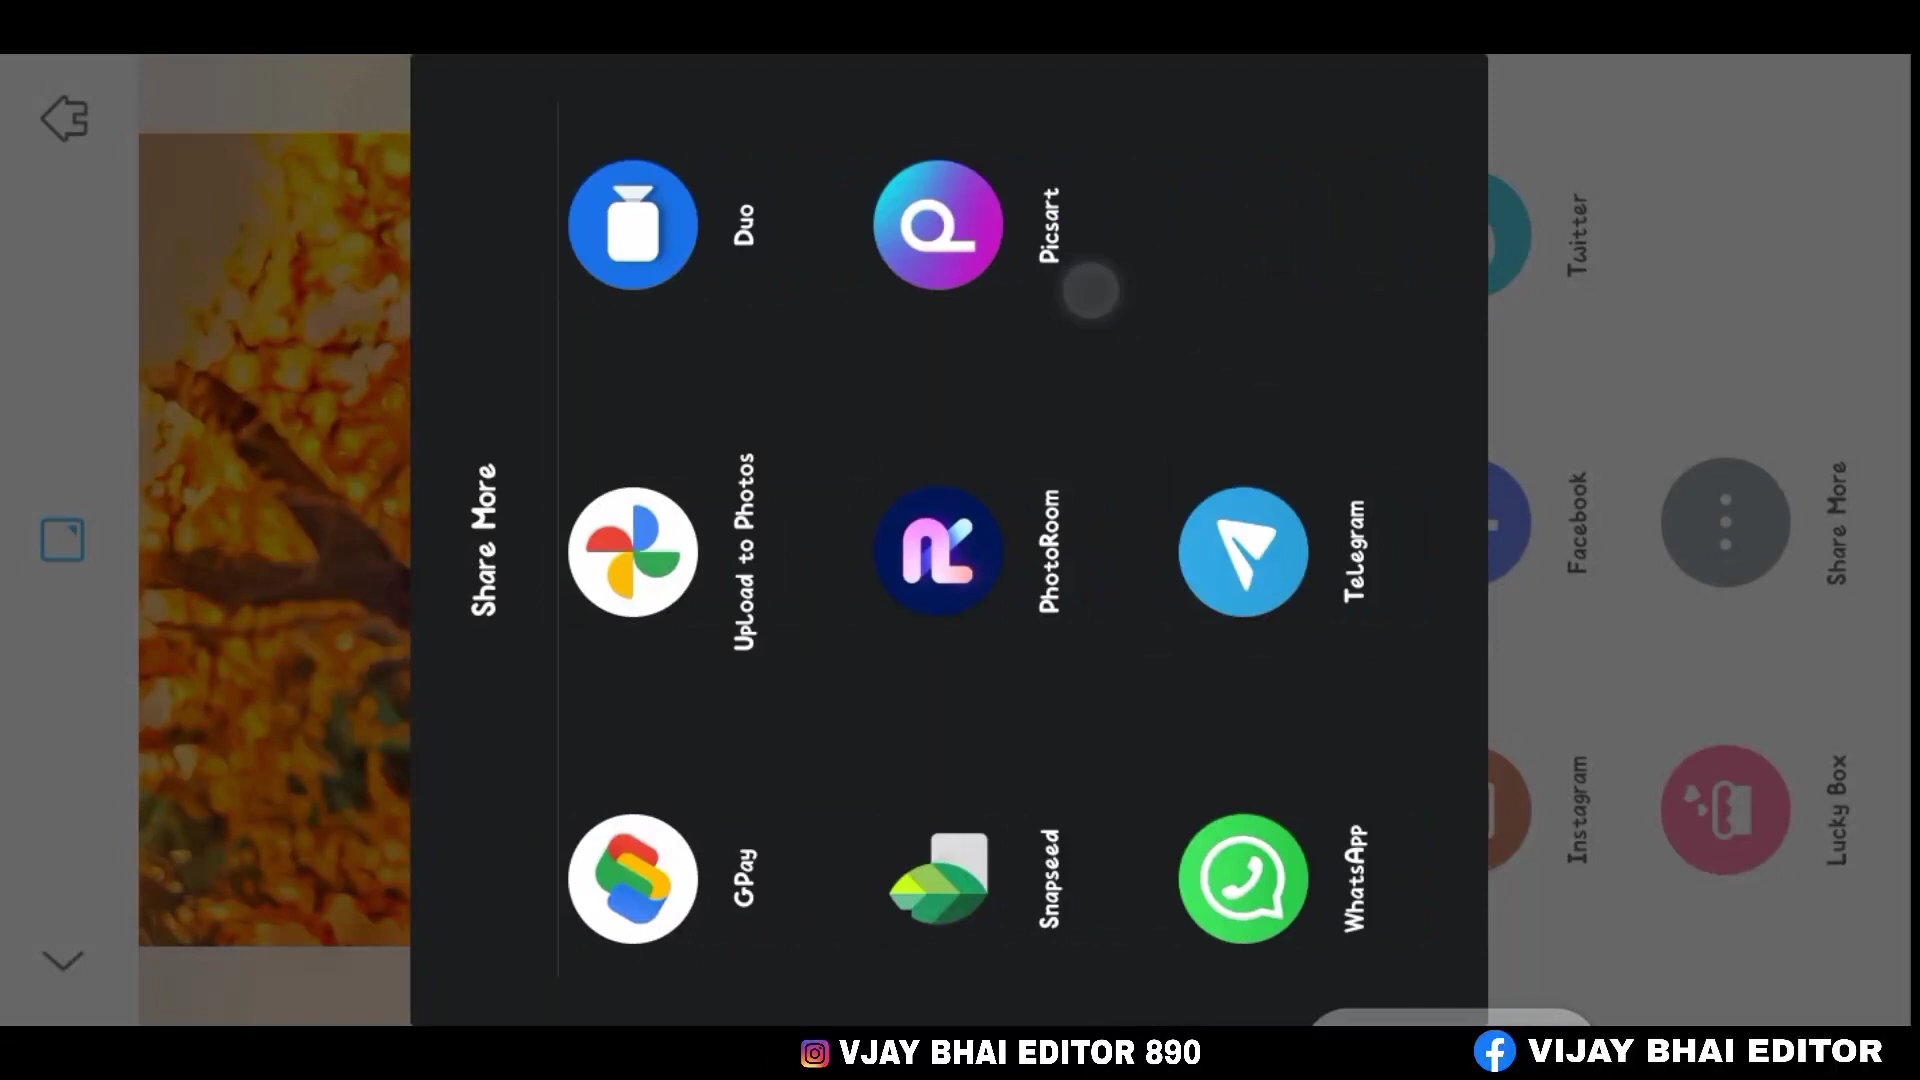 Share More
GPay
Upload to Photos
Duo
Snapseed
PhotoRoom
Picsart
WhatsApp
Telegram
Instagram
Facebook
Twitter
Lucky Box
Share More
VJAY BHAI EDITOR 890
VIJAY BHAI EDITOR